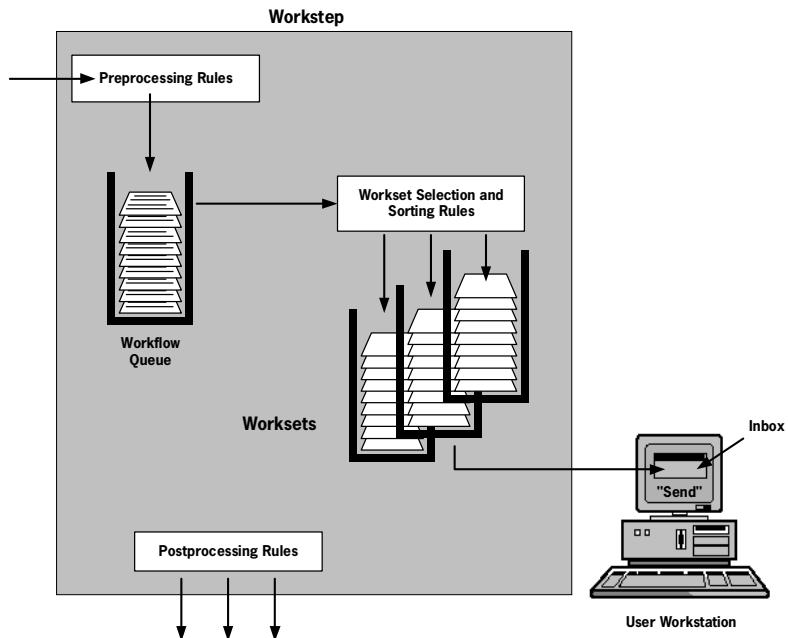 Workstep
Preprocessing Rules
Workset Selection and
Sorting Rules
Workflow
Queue
Worksets
Inbox
"Send"
Postprocessing Rules
User Workstation